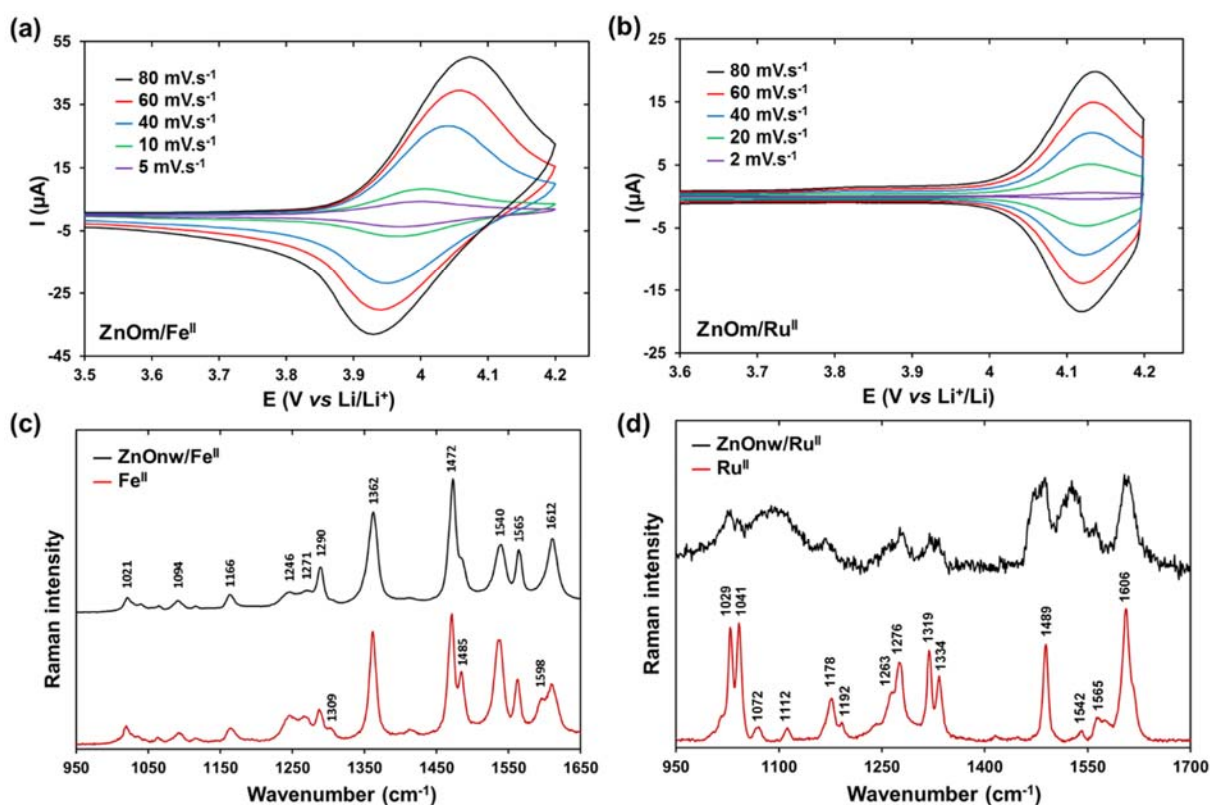 (a)
55
35
15
-5
-25
-45
I (µA)
80 mV.s⁻¹
60 mV.s⁻¹
40 mV.s⁻¹
10 mV.s⁻¹
5 mV.s⁻¹
ZnOm/Feᴵᴵ
3.5 3.6 3.7 3.8 3.9 4 4.1 4.2
E (V vs Li/Li⁺)
(b)
25
15
5
-5
-15
-25
I (µA)
80 mV.s⁻¹
60 mV.s⁻¹
40 mV.s⁻¹
20 mV.s⁻¹
2 mV.s⁻¹
ZnOm/Ruᴵᴵ
3.6 3.7 3.8 3.9 4 4.1 4.2
E (V vs Li⁺/Li)
(c)
ZnOnw/Feᴵᴵ
Feᴵᴵ
Raman intensity
1021 1094 1166 1246 1271 1290 1362 1472 1540 1565 1612
1309 1485 1598
950 1050 1150 1250 1350 1450 1550 1650
Wavenumber (cm⁻¹)
(d)
ZnOnw/Ruᴵᴵ
Ruᴵᴵ
Raman intensity
1029 1041 1072 1112 1178 1192 1263 1276 1319 1334 1489 1542 1565 1606
950 1100 1250 1400 1550 1700
Wavenumber (cm⁻¹)